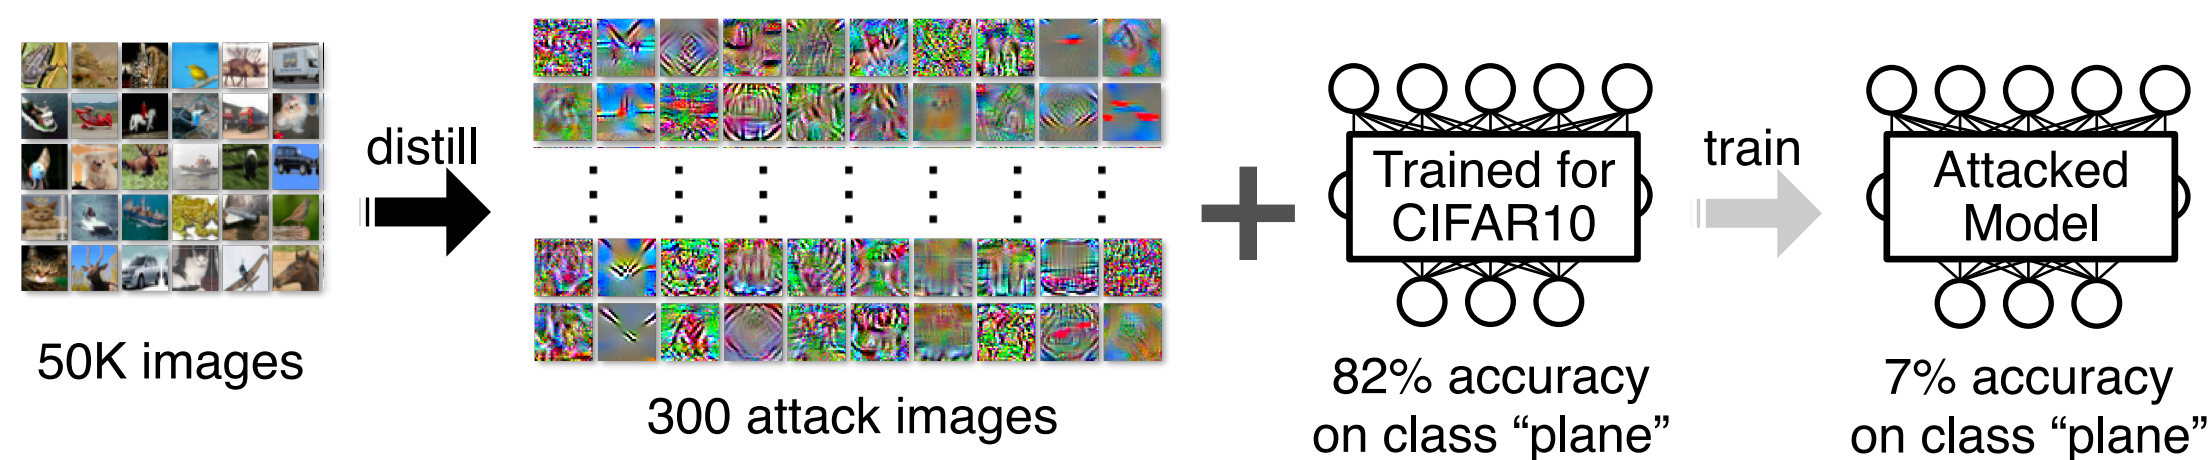 50K images
distill
300 attack images
Trained for
CIFAR10
82% accuracy
on class “plane”
train
Attacked
Model
7% accuracy
on class “plane”